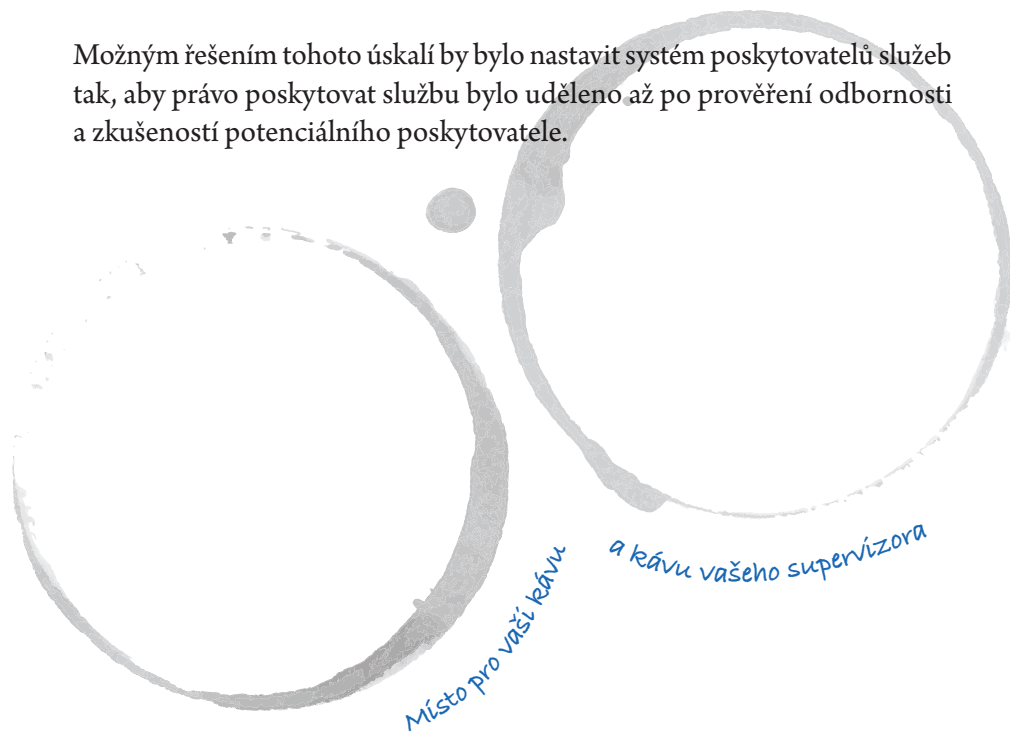 Možným řešením tohoto úskalí by bylo nastavit systém poskytovatelů služeb
tak, aby právo poskytovat službu bylo uděleno až po prověření odbornosti
a zkušeností potenciálního poskytovatele.
Místo pro vaší kávu
a kávu vašeho supervizora